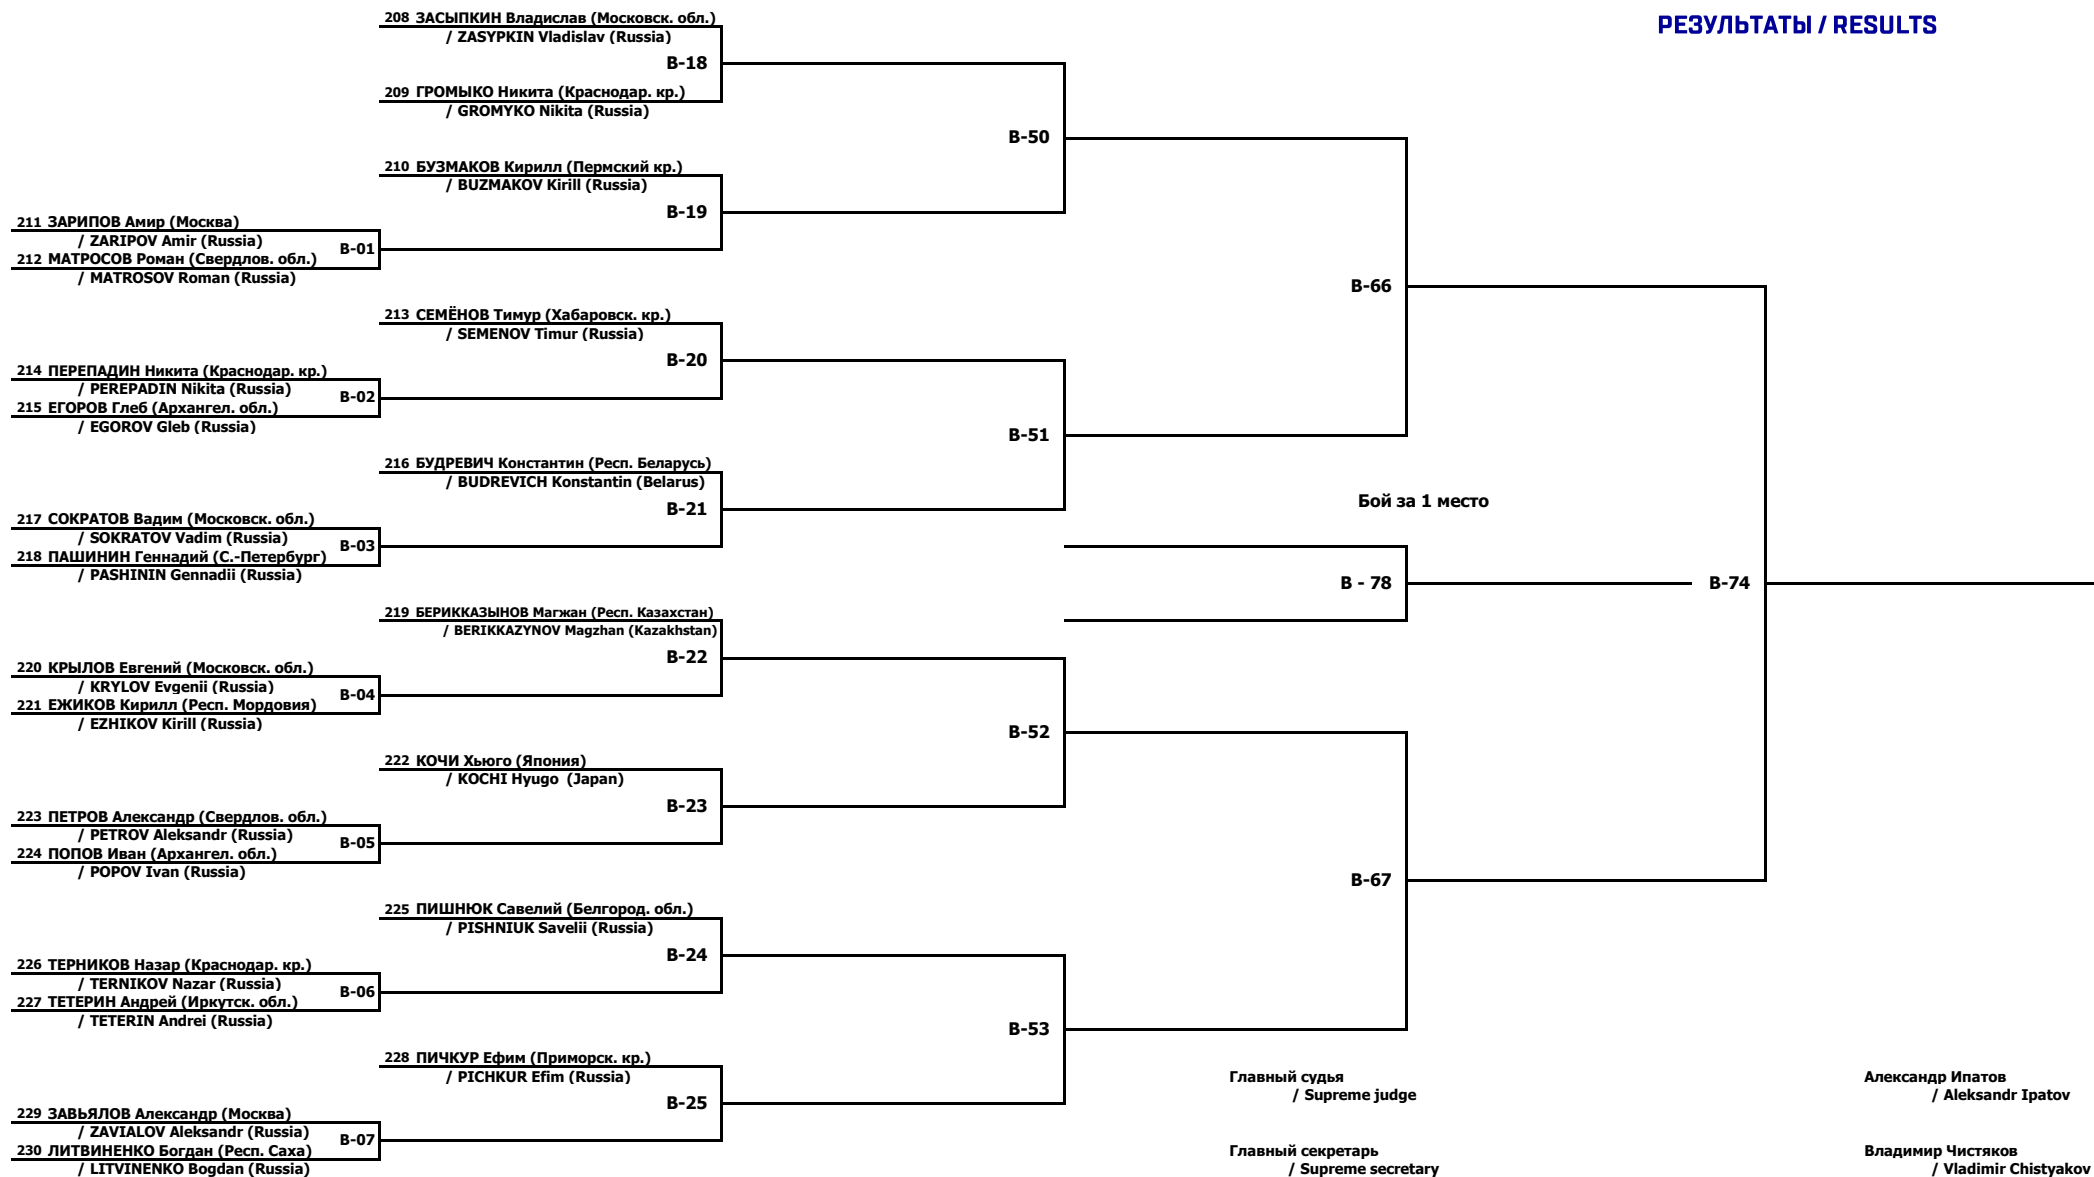 РЕЗУЛЬТАТЫ / RESULTS
208 ЗАСЫПКИН Владислав (Московск. обл.)
/ ZASYPKIN Vladislav (Russia)
B-18
209 ГРОМЫКО Никита (Краснодар. кр.)
/ GROMYKO Nikita (Russia)
B-50
210 БУЗМАКОВ Кирилл (Пермский кр.)
/ BUZMAKOV Kirill (Russia)
B-19
211 ЗАРИПОВ Амир (Москва)
/ ZARIPOV Amir (Russia)
B-01
212 МАТРОСОВ Роман (Свердлов. обл.)
/ MATROSOV Roman (Russia)
B-66
213 СЕМЁНОВ Тимур (Хабаровск. кр.)
/ SEMENOV Timur (Russia)
B-20
214 ПЕРЕПАДИН Никита (Краснодар. кр.)
/ PEREPADIN Nikita (Russia)
B-02
215 ЕГОРОВ Глеб (Архангел. обл.)
/ EGOROV Gleb (Russia)
B-51
216 БУДРЕВИЧ Константин (Респ. Беларусь)
/ BUDREVICH Konstantin (Belarus)
B-21
Бой за 1 место
217 СОКРАТОВ Вадим (Московск. обл.)
/ SOKRATOV Vadim (Russia)
B-03
218 ПАШИНИН Геннадий (С.-Петербург)
/ PASHININ Gennadii (Russia)
B - 78
B-74
219 БЕРИККАЗЫНОВ Магжан (Респ. Казахстан)
/ BERIKKAZYNOV Magzhan (Kazakhstan)
B-22
220 КРЫЛОВ Евгений (Московск. обл.)
/ KRYLOV Evgenii (Russia)
B-04
221 ЕЖИКОВ Кирилл (Респ. Мордовия)
/ EZHIKOV Kirill (Russia)
B-52
222 КОЧИ Хьюго (Япония)
/ KOCHI Hyugo (Japan)
B-23
223 ПЕТРОВ Александр (Свердлов. обл.)
/ PETROV Aleksandr (Russia)
B-05
224 ПОПОВ Иван (Архангел. обл.)
/ POPOV Ivan (Russia)
B-67
225 ПИШНЮК Савелий (Белгород. обл.)
/ PISHNIUK Savelii (Russia)
B-24
226 ТЕРНИКОВ Назар (Краснодар. кр.)
/ TERNIKOV Nazar (Russia)
B-06
227 ТЕТЕРИН Андрей (Иркутск. обл.)
/ TETERIN Andrei (Russia)
B-53
228 ПИЧКУР Ефим (Приморск. кр.)
/ PICHKUR Efim (Russia)
B-25
229 ЗАВЬЯЛОВ Александр (Москва)
/ ZAVIALOV Aleksandr (Russia)
B-07
230 ЛИТВИНЕНКО Богдан (Респ. Саха)
/ LITVINENKO Bogdan (Russia)
Главный судья
/ Supreme judge
Александр Ипатов
/ Aleksandr Ipatov
Главный секретарь
/ Supreme secretary
Владимир Чистяков
/ Vladimir Chistyakov